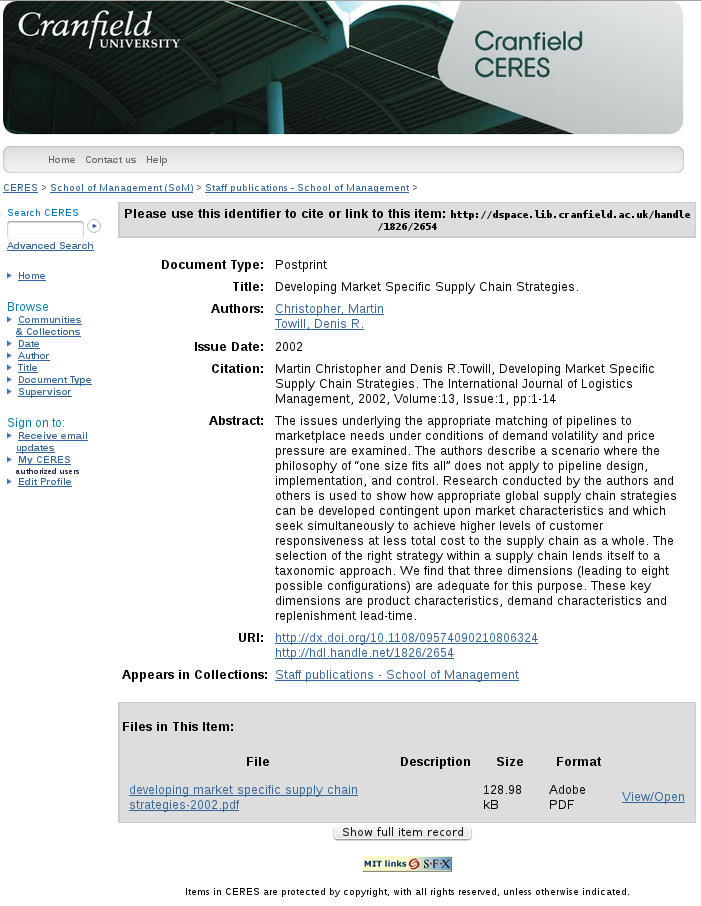 Cranfield
UNIVERSITY
Cranfield
CERES
Home Contact us Help
CERES > School of Management (SoM) > Staff publications - School of Management >
Search CERES
Advanced Search
Home
Browse
Communities
& Collections
Date
Author
Title
Document Type
Supervisor
Sign on to:
Receive email
updates
My CERES
authorized users
Edit Profile
Please use this identifier to cite or link to this item: http://dspace.lib.cranfield.ac.uk/handle
/1826/2654
Document Type: Postprint
Title: Developing Market Specific Supply Chain Strategies.
Authors: Christopher, Martin
Towill, Denis R.
Issue Date: 2002
Citation: Martin Christopher and Denis R.Towill, Developing Market Specific
Supply Chain Strategies. The International Journal of Logistics
Management, 2002, Volume:13, Issue:1, pp:1-14
Abstract: The issues underlying the appropriate matching of pipelines to
marketplace needs under conditions of demand volatility and price
pressure are examined. The authors describe a scenario where the
philosophy of “one size fits all” does not apply to pipeline design,
implementation, and control. Research conducted by the authors and
others is used to show how appropriate global supply chain strategies
can be developed contingent upon market characteristics and which
seek simultaneously to achieve higher levels of customer
responsiveness at less total cost to the supply chain as a whole. The
selection of the right strategy within a supply chain lends itself to a
taxonomic approach. We find that three dimensions (leading to eight
possible configurations) are adequate for this purpose. These key
dimensions are product characteristics, demand characteristics and
replenishment lead-time.
URI: http://dx.doi.org/10.1108/09574090210806324
http://hdl.handle.net/1826/2654
Appears in Collections: Staff publications - School of Management
Files in This Item:
File Description Size Format
developing market specific supply chain 128.98 Adobe
strategies-2002.pdf kB PDF View/Open
Show full item record
MIT links S·F·X
Items in CERES are protected by copyright, with all rights reserved, unless otherwise indicated.